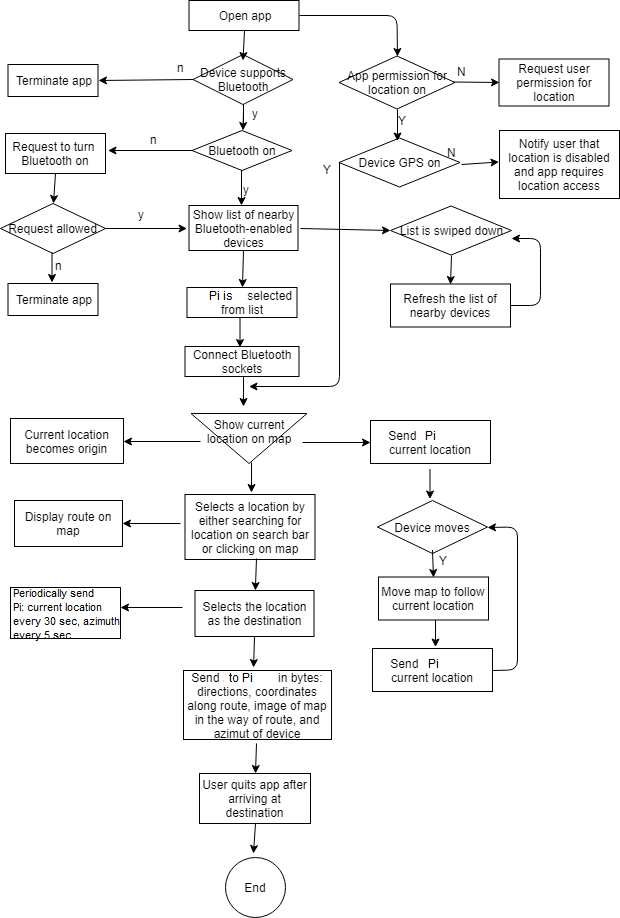 Open app
n
Device supports
Bluetooth
Terminate app
App permission for
location on
N
Request user
permission for
location
y
Y
n
Bluetooth on
Request to turn
Bluetooth on
Y
Device GPS on
N
Notify user that
location is disabled
and app requires
location access
y
Request allowed
y
Show list of nearby
Bluetooth-enabled
devices
List is swiped down
n
Terminate app
Pi is selected
from list
Refresh the list of
nearby devices
Connect Bluetooth
sockets
Current location
becomes origin
Show current
location on map
Send Pi
current location
Display route on
map
Selects a location by
either searching for
location on search bar
or clicking on map
Device moves
Y
Periodically send
Pi: current location
every 30 sec, azimuth
every 5 sec
Selects the location
as the destination
Move map to follow
current location
Send to Pi in bytes:
directions, coordinates
along route, image of map
in the way of route, and
azimut of device
Send Pi
current location
User quits app after
arriving at
destination
End